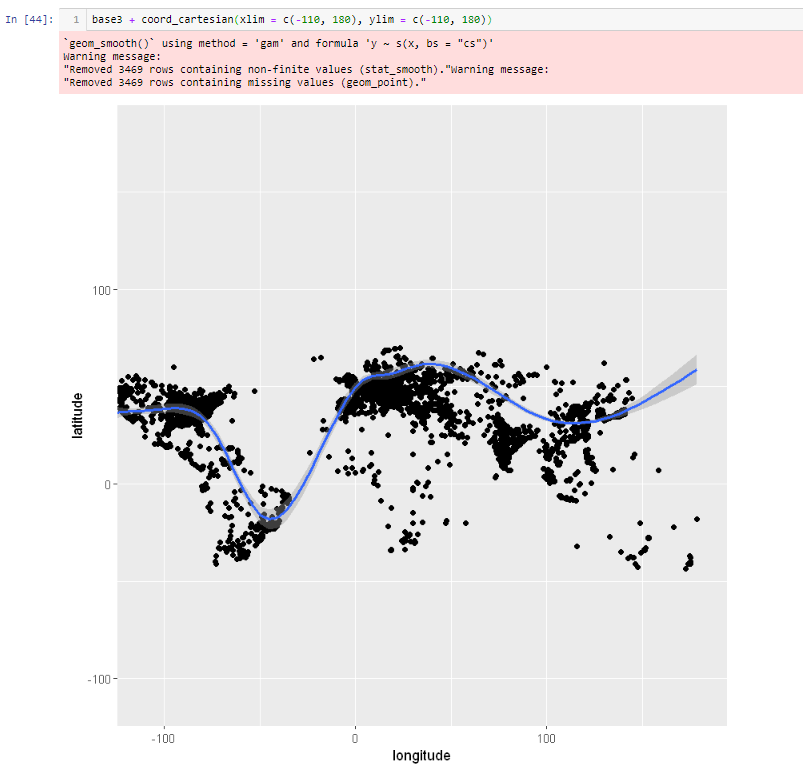 In [44]: 1 base3 + coord_cartesian(xlim = c(-110, 180), ylim = c(-110, 180))
`geom_smooth()` using method = 'gam' and formula 'y ~ s(x, bs = "cs")'
Warning message:
"Removed 3469 rows containing non-finite values (stat_smooth)."Warning message:
"Removed 3469 rows containing missing values (geom_point)."
100
latitude
0
-100
-100 0 100
longitude